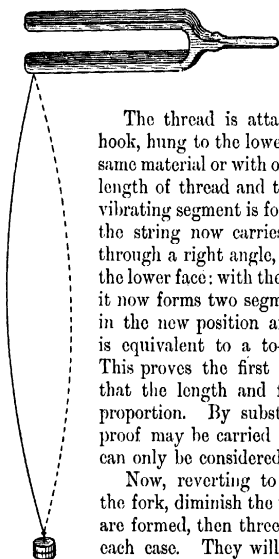 The thread is atta
hook, hung to the lowe
same material or with o
length of thread and t
vibrating segment is fo
the string now carries
through a right angle,
the lower face: with the
it now forms two segm
in the new position a
is equivalent to a to-
This proves the first
that the length and f
proportion. By subst
proof may be carried
can only be considered
Now, reverting to
the fork, diminish the
are formed, then three
each case. They will